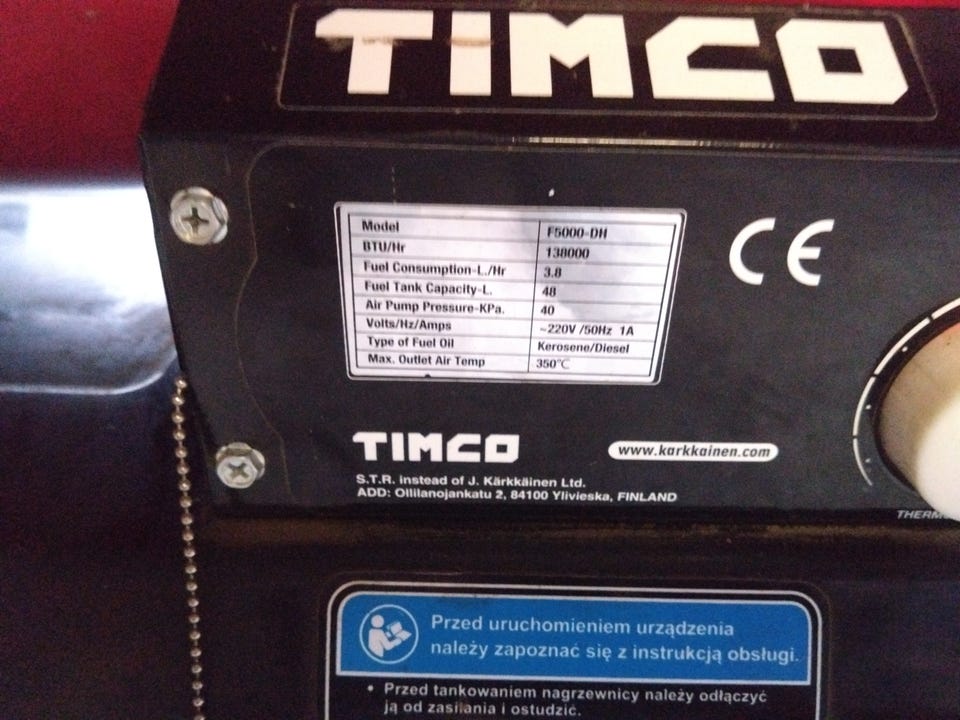 TIMCO
Model F5000-DH
BTU/Hr 138000
Fuel Consumption-L./Hr 3.8
Fuel Tank Capacity-L. 48
Air Pump Pressure-KPa. 40
Volts/Hz/Amps ~220V /50Hz 1A
Type of Fuel Oil Kerosene/Diesel
Max. Outlet Air Temp 350℃
CE
TIMCO
www.karkkainen.com
S.T.R. instead of J. Kärkkäinen Ltd.
ADD: Ollilanojankatu 2, 84100 Ylivieska, FINLAND
Przed uruchomieniem urządzenia
należy zapoznać się z instrukcją obsługi.
• Przed tankowaniem nagrzewnicy należy odłączyć
ją od zasilania i ostudzić.